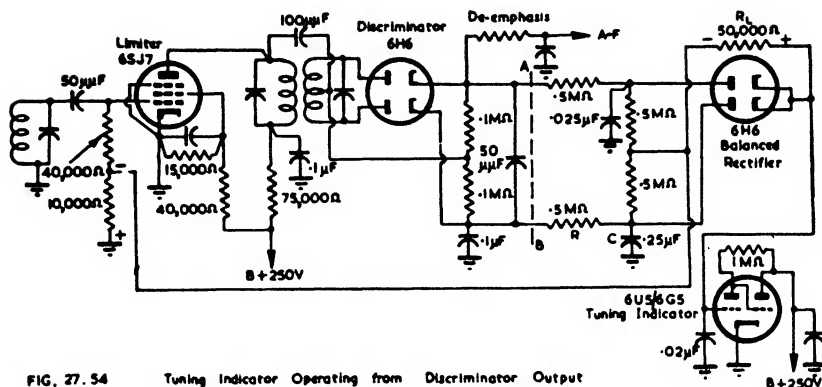 100μμF
Discriminator
6H6
De-emphasis
A-F
R_L
- 50,000Ω +
Limiter
6SJ7
50μμF
A
.5MΩ
.025μF
.5MΩ
6H6
Balanced
Rectifier
.1MΩ
50
μμF
.1MΩ
40,000Ω
-
15,000Ω
.1μF
10,000Ω
40,000Ω
75,000Ω
+
.5MΩ
.5MΩ
.1μF
B
R
C
.25μF
B+250V
1MΩ
6U5/6G5
Tuning Indicator
.02μF
B+250V
FIG. 27.54 Tuning Indicator Operating from Discriminator Output